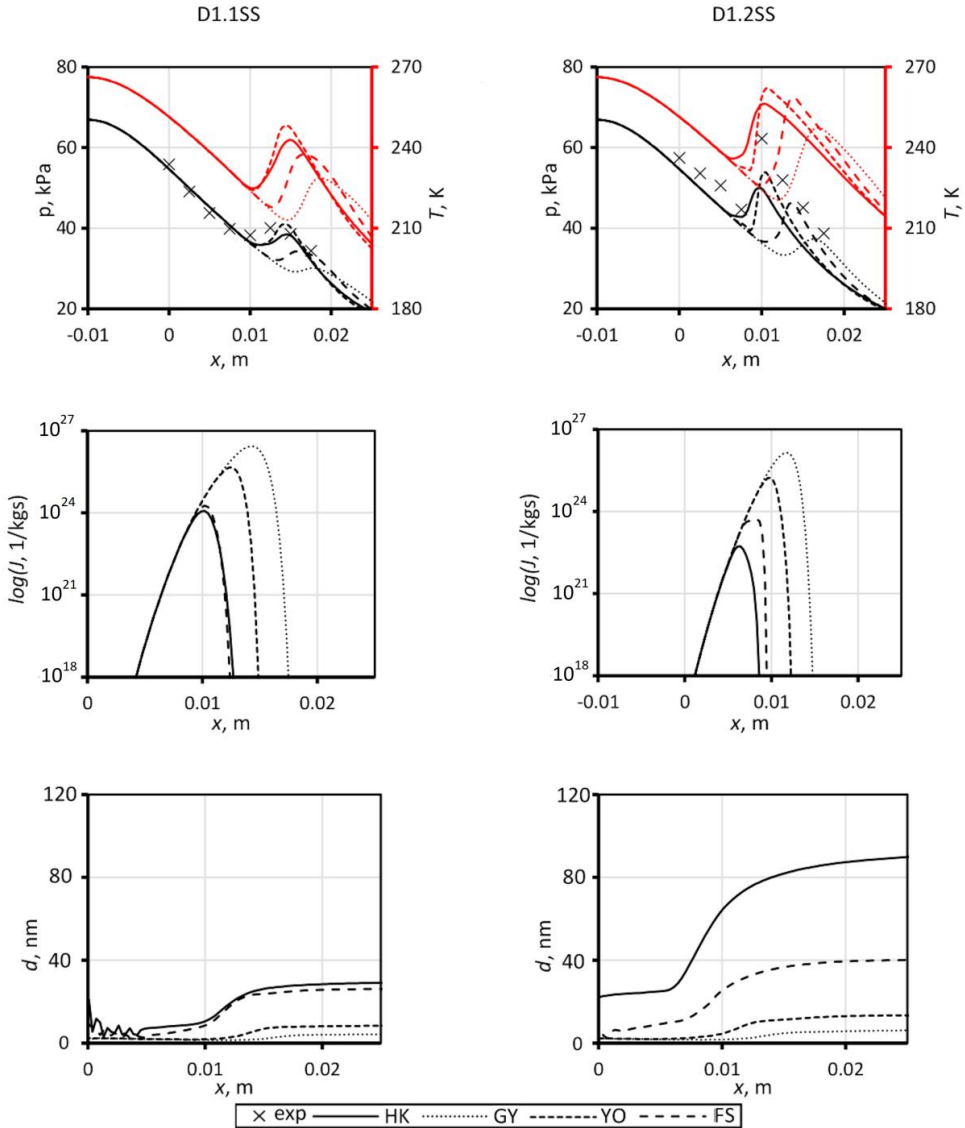 D1.1SS D1.2SS
80 270 80 270
60 240 60 240
p, kPa T, K p, kPa T, K
40 210 40 210
20 180 20 180
-0.01 0 0.01 0.02 -0.01 0 0.01 0.02
x, m x, m
10^27 10^27
10^24 10^24
log(J, 1/kgs) log(J, 1/kgs)
10^21 10^21
10^18 10^18
0 0.01 0.02 -0.01 0 0.01 0.02
x, m x, m
120 120
80 80
d, nm d, nm
40 40
0 0
0 0.01 0.02 0 0.01 0.02
x, m x, m
× exp HK GY YO FS